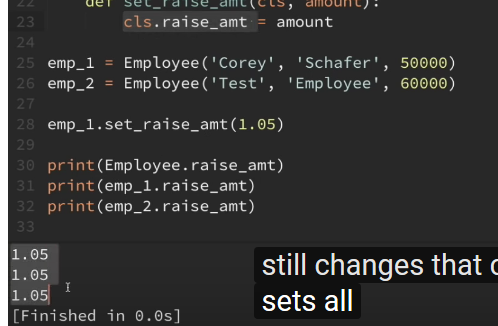 22 def set_raise_amt(cls, amount):
23 cls.raise_amt = amount
24
25 emp_1 = Employee('Corey', 'Schafer', 50000)
26 emp_2 = Employee('Test', 'Employee', 60000)
27
28 emp_1.set_raise_amt(1.05)
29
30 print(Employee.raise_amt)
31 print(emp_1.raise_amt)
32 print(emp_2.raise_amt)
33
1.05
1.05
1.05
[Finished in 0.0s]
still changes that
sets all